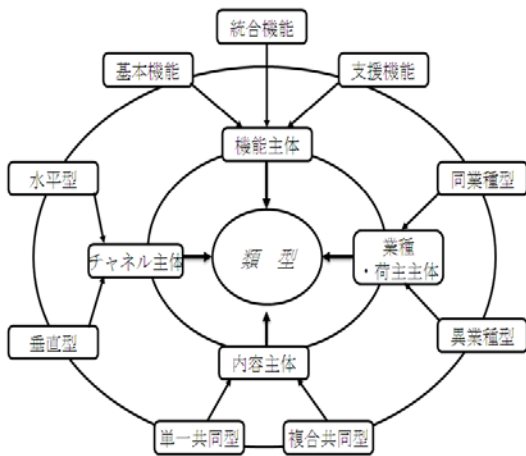 統合機能
基本機能
支援機能
機能主体
水平型
同業種型
チャネル主体
類 型
業種
・荷主主体
垂直型
異業種型
内容主体
単一共同型
複合共同型